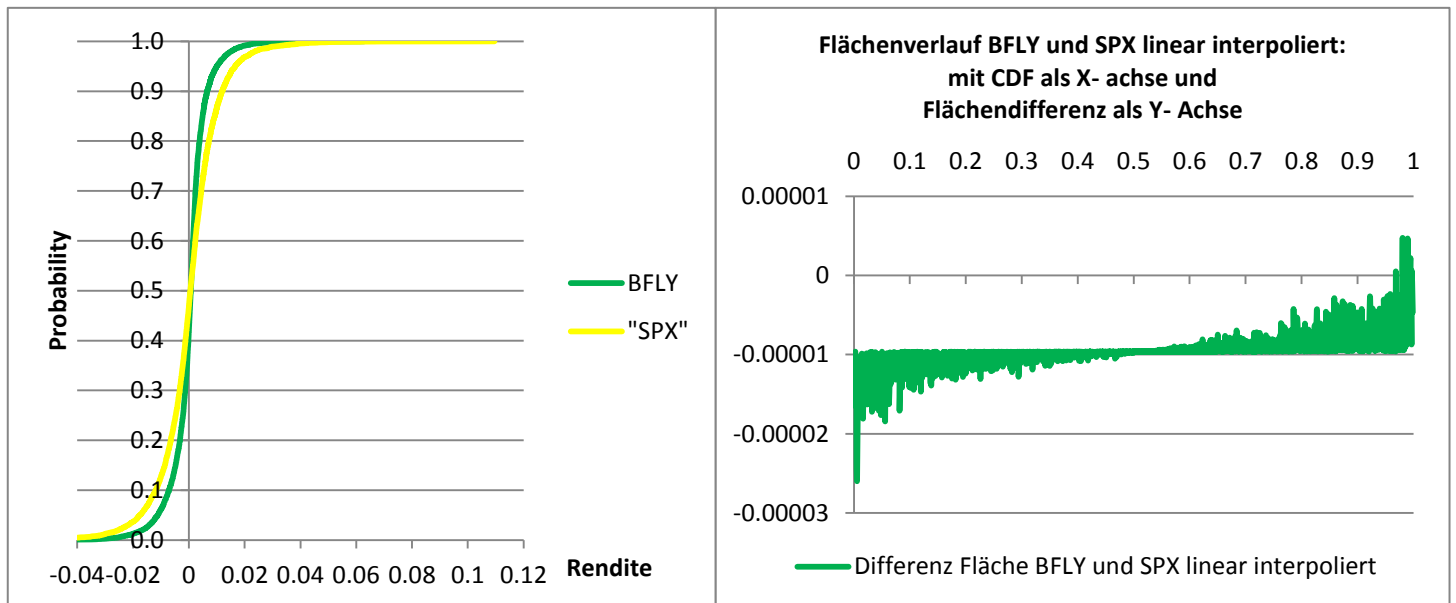 1.0
0.9
0.8
0.7
0.6
0.5
0.4
0.3
0.2
0.1
0.0
Probability
-0.04 -0.02 0 0.02 0.04 0.06 0.08 0.10 0.12
Rendite
BFLY
"SPX"
Flächenverlauf BFLY und SPX linear interpoliert:
mit CDF als X- achse und
Flächendifferenz als Y- Achse
0 0.1 0.2 0.3 0.4 0.5 0.6 0.7 0.8 0.9 1
0.00001
0
-0.00001
-0.00002
-0.00003
Differenz Fläche BFLY und SPX linear interpoliert